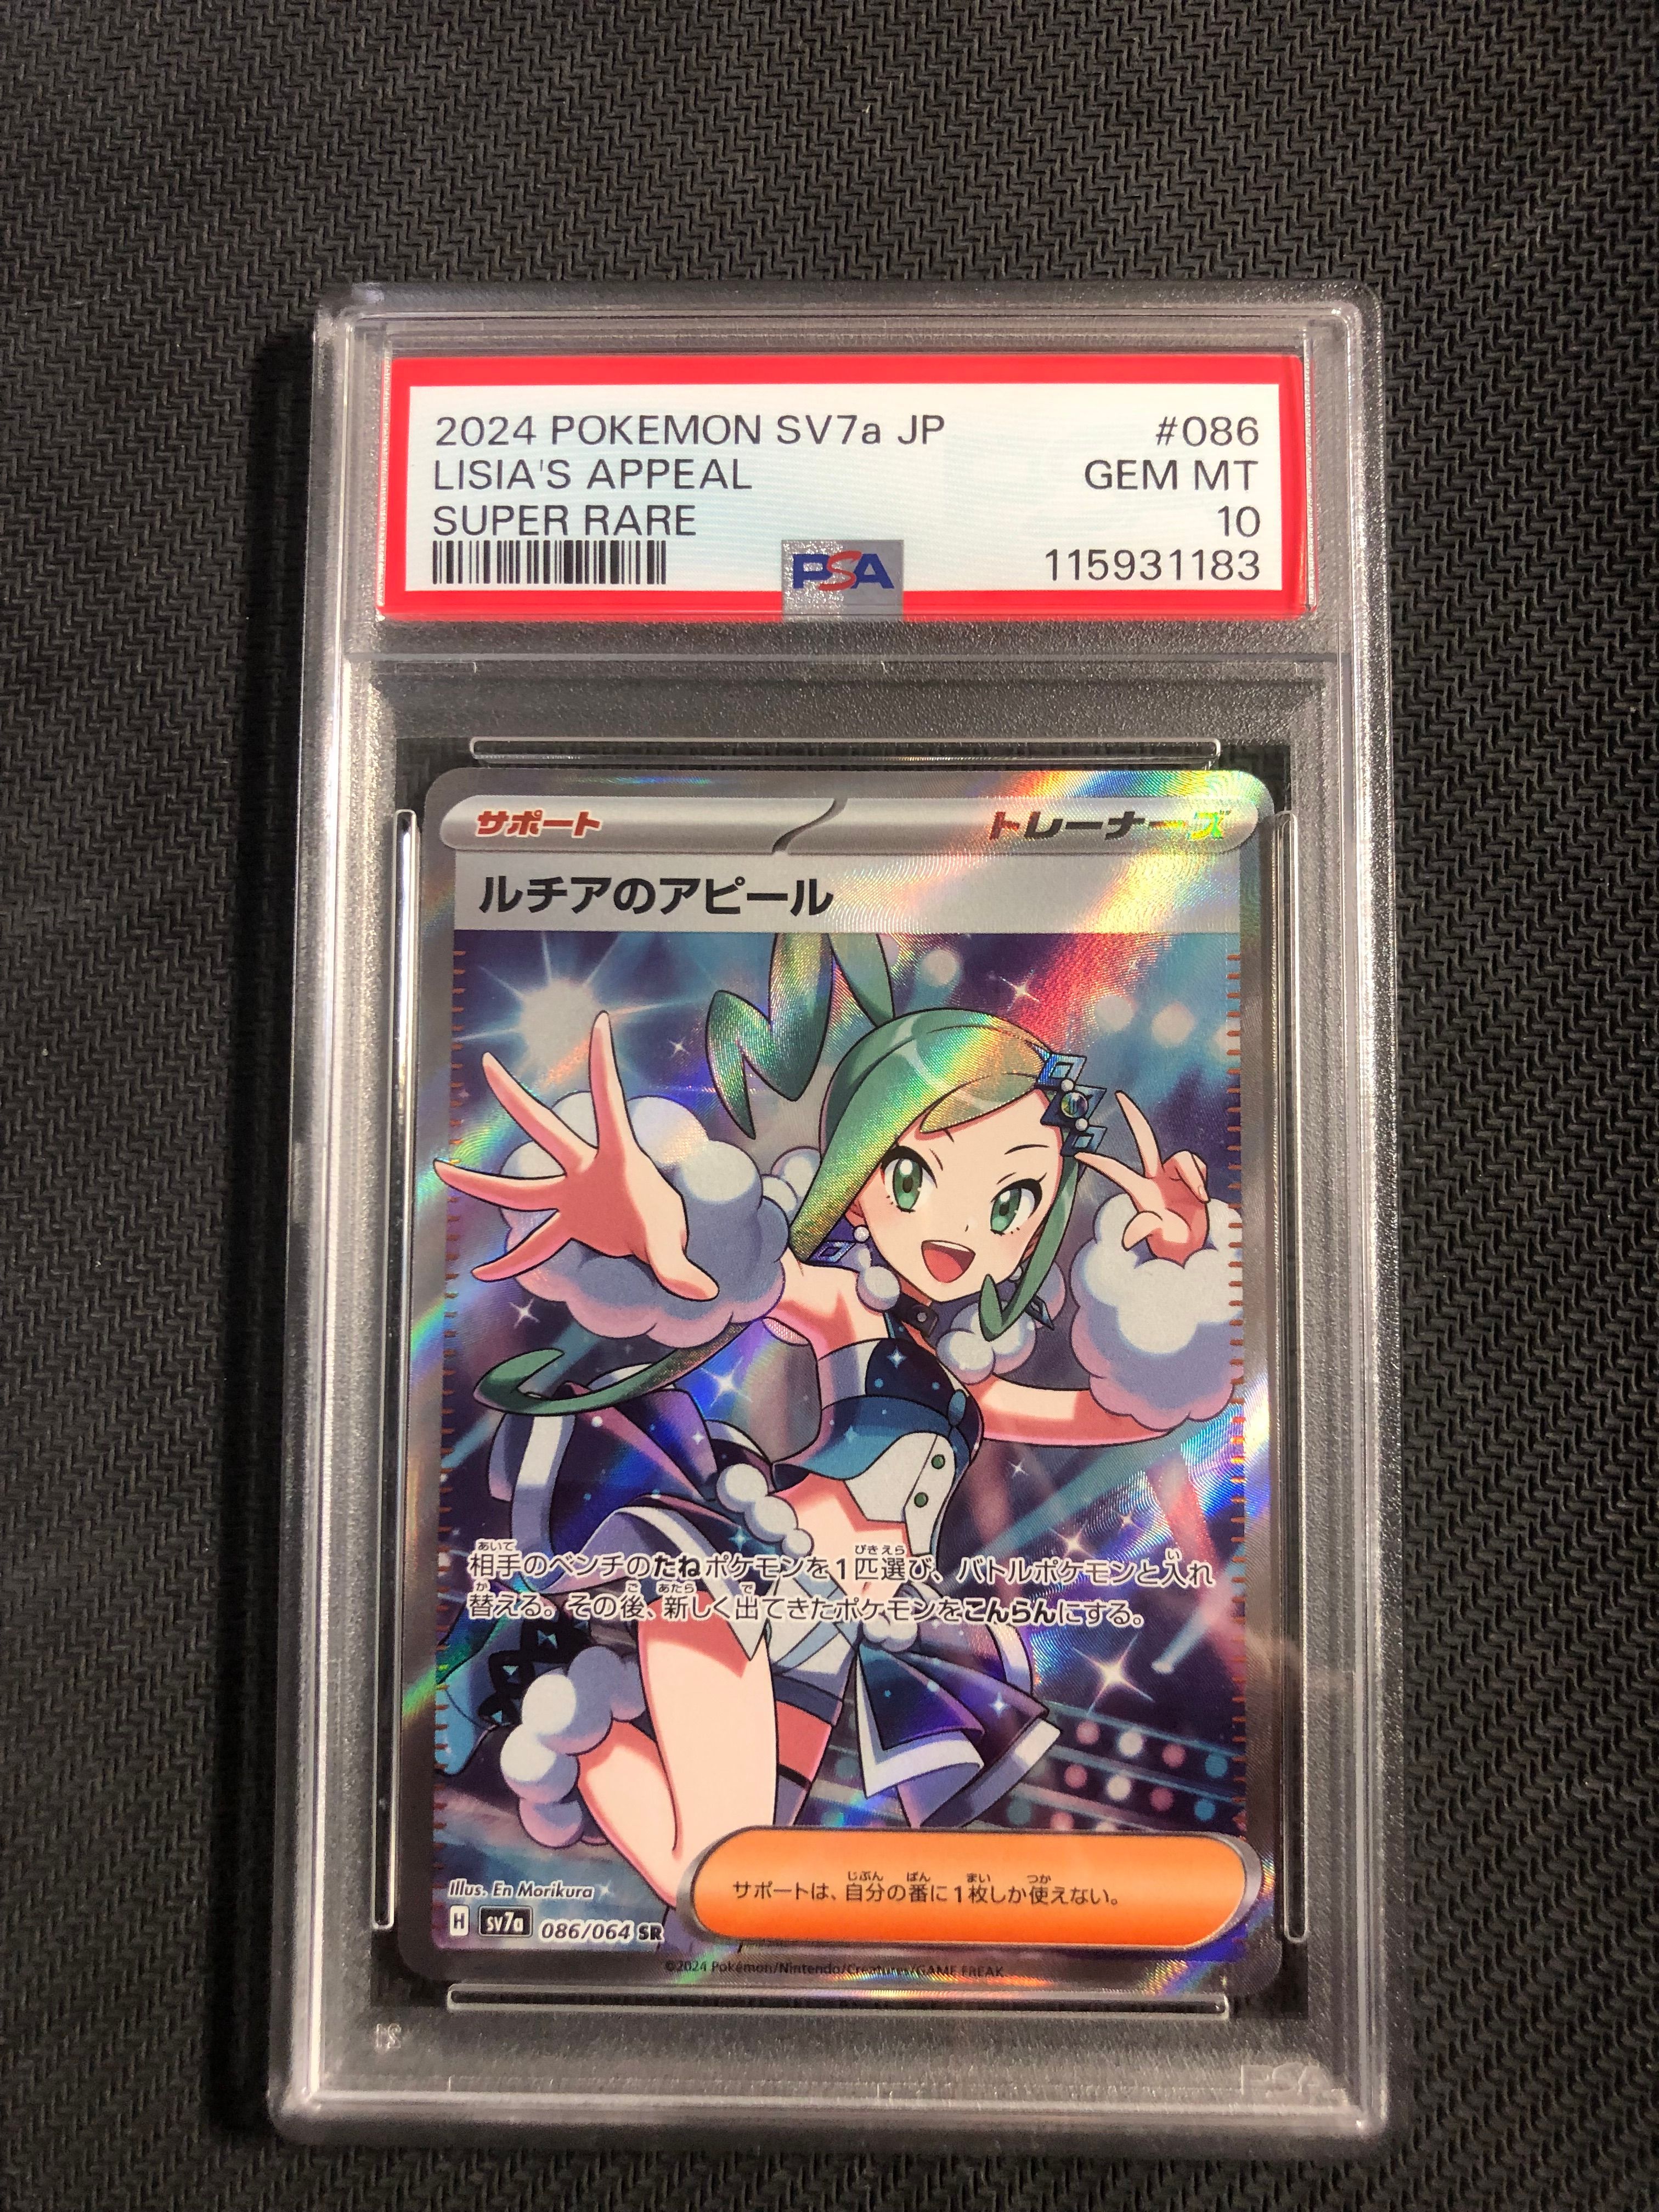 2024 POKEMON SV7a JP #086
LISIA'S APPEAL GEM MT
SUPER RARE 10
PSA 115931183
サポート トレーナーズ
ルチアのアピール
相手のベンチのたねポケモンを1匹選び、バトルポケモンと入れ
替える。その後、新しく出てきたポケモンをこんらんにする。
サポートは、自分の番に1枚しか使えない。
Illus. En Morikura
H sv7a 086/064 SR
©2024 Pokémon/Nintendo/Creatures/GAME FREAK
PSA